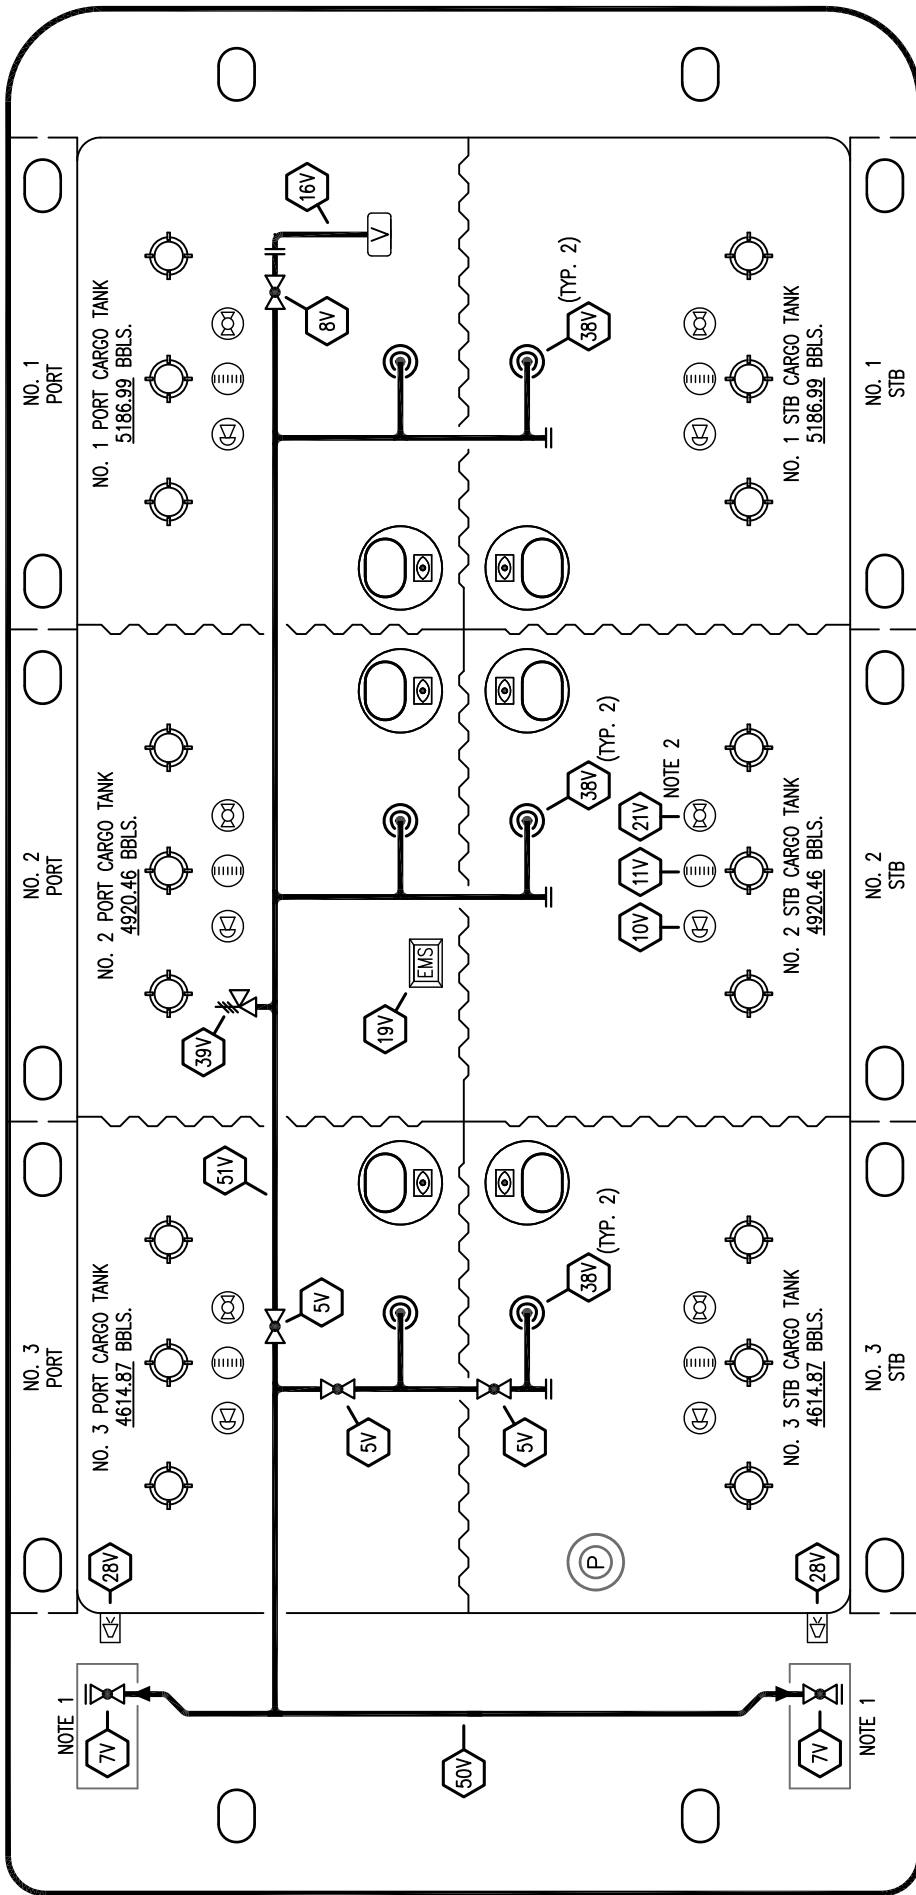 NO. 3
PORT
NO. 2
PORT
NO. 1
PORT
NO. 3 PORT CARGO TANK
4614.87 BBLS.
NO. 2 PORT CARGO TANK
4920.46 BBLS.
NO. 1 PORT CARGO TANK
5186.99 BBLS.
NOTE 1
7V
28V
51V
39V
5V
8V
16V
V
5V
19V
EMS
50V
5V
38V
(TYP. 2)
38V
(TYP. 2)
38V
(TYP. 2)
P
10V
11V
21V
NOTE 2
28V
7V
NOTE 1
NO. 3 STB CARGO TANK
4614.87 BBLS.
NO. 2 STB CARGO TANK
4920.46 BBLS.
NO. 1 STB CARGO TANK
5186.99 BBLS.
NO. 3
STB
NO. 2
STB
NO. 1
STB